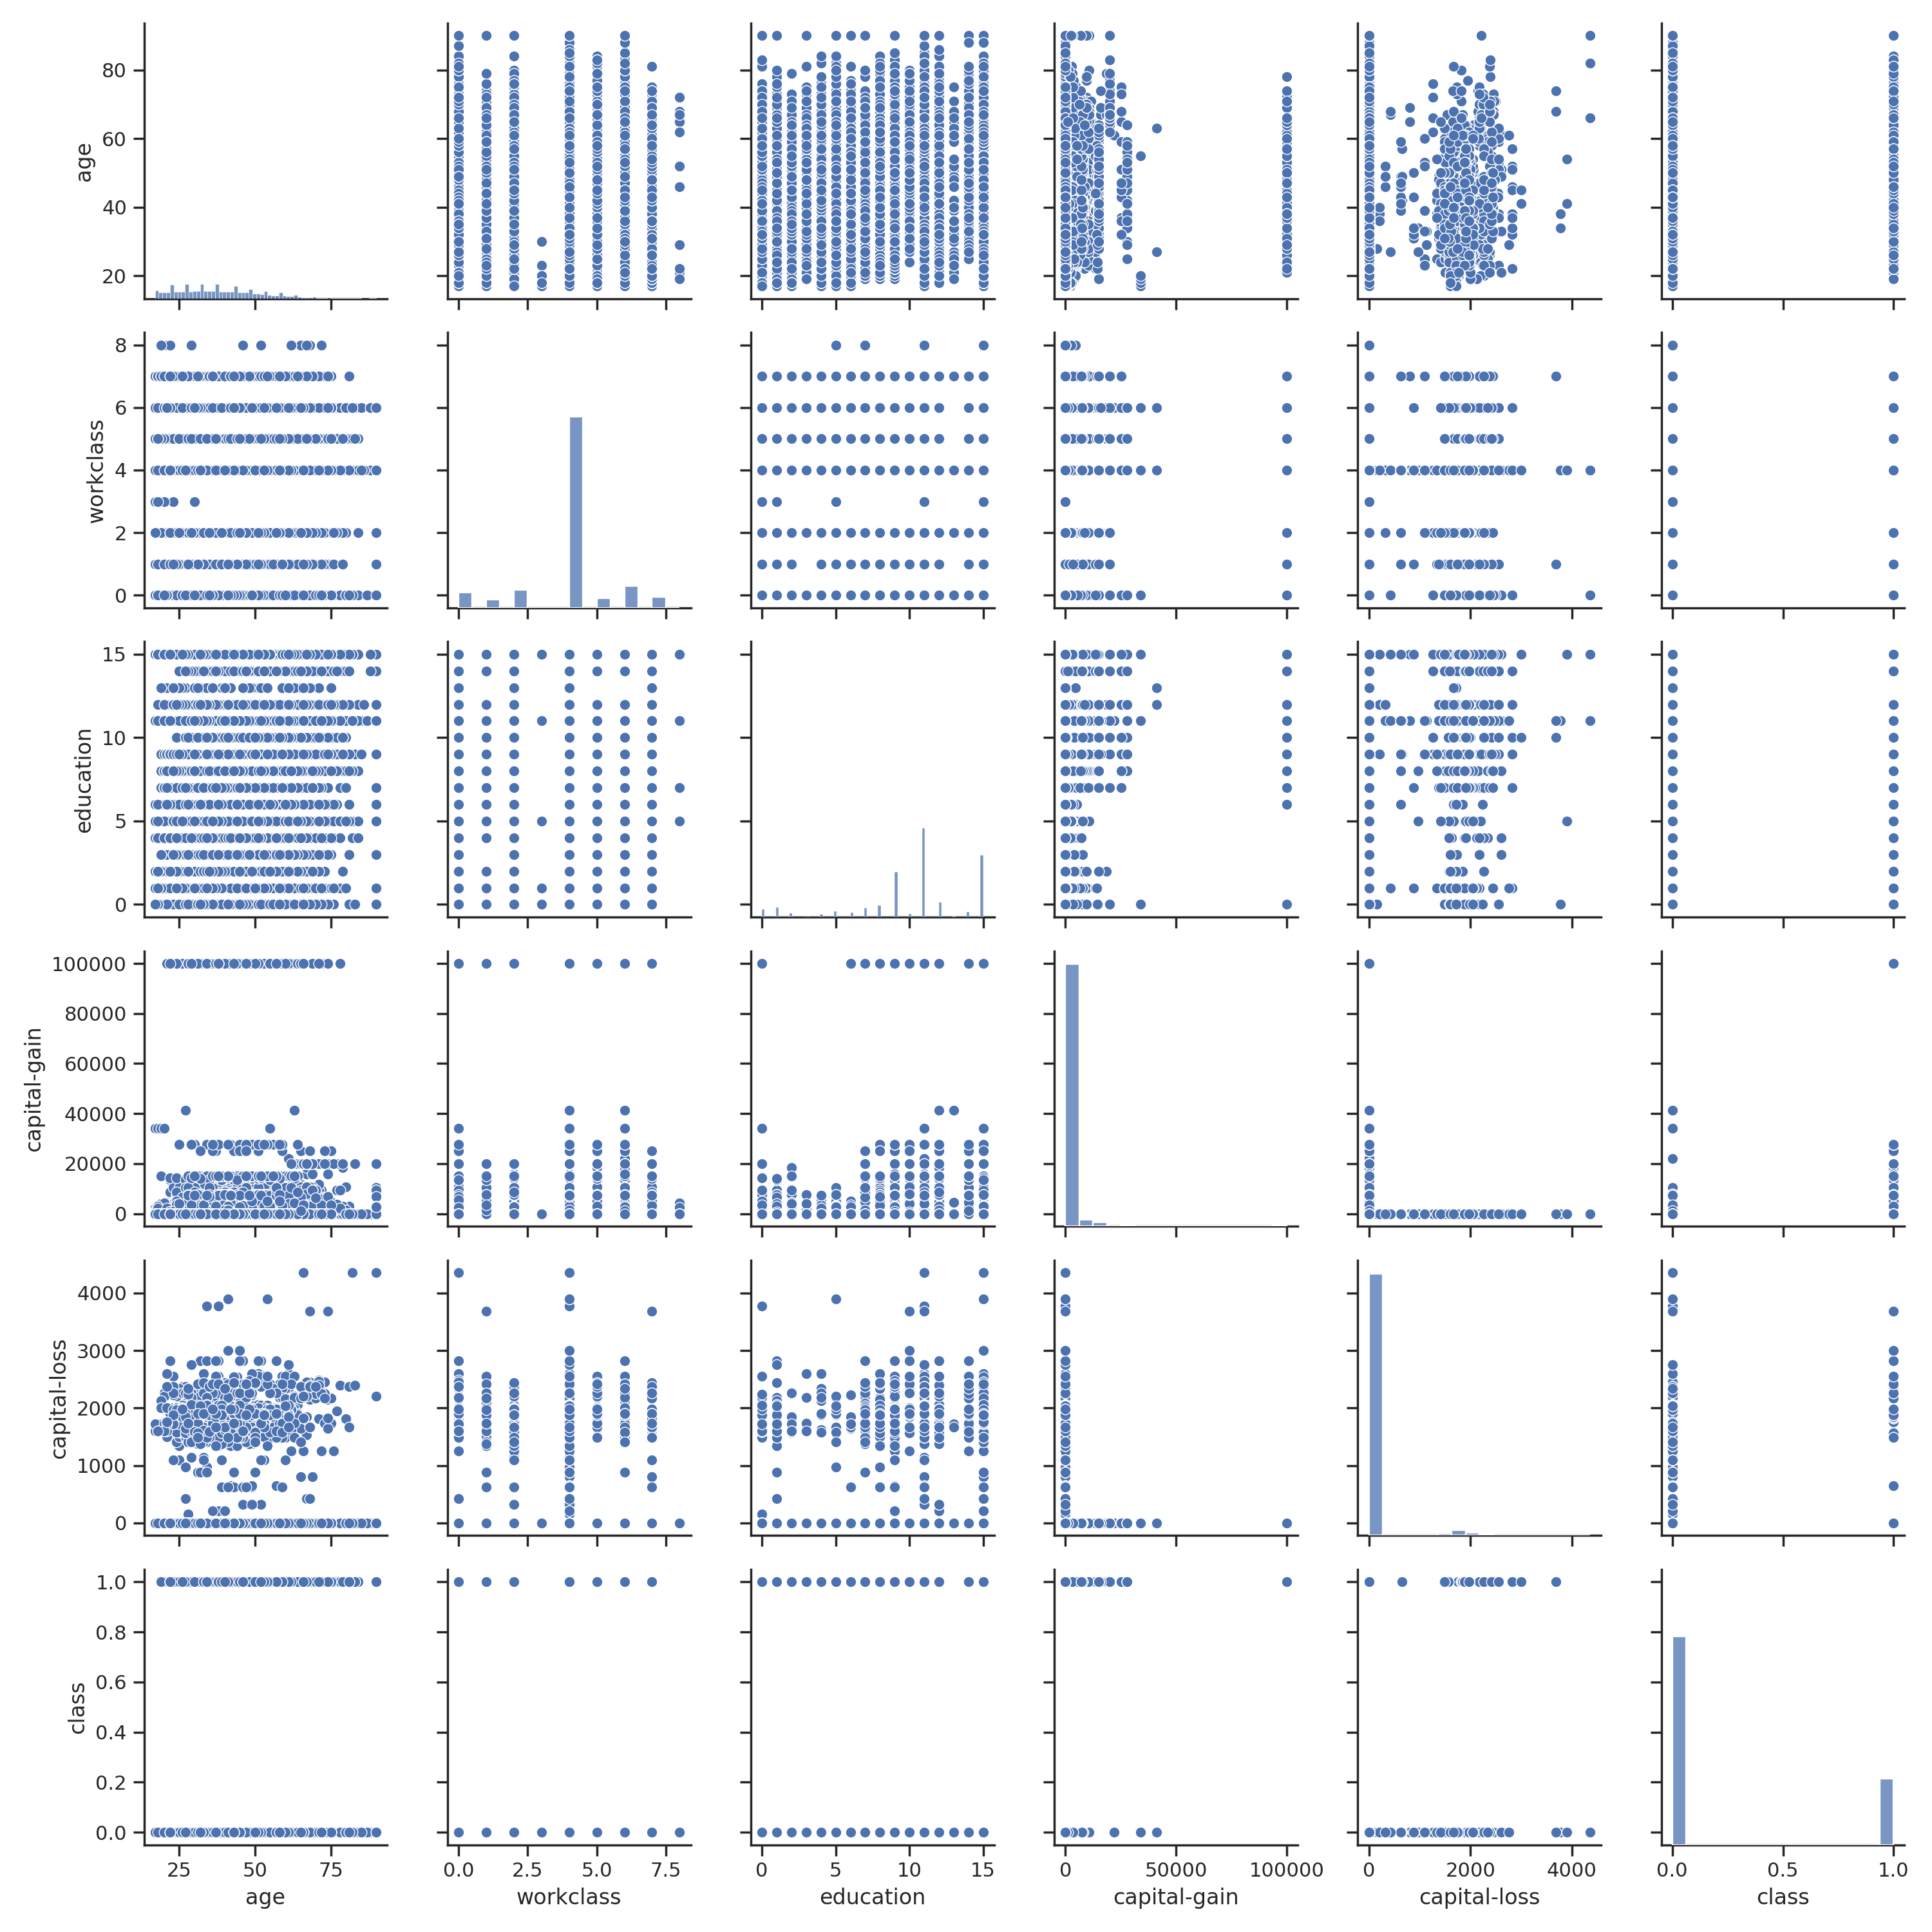 80
60
40
20
age
25
50
75
8
6
4
2
0
workclass
15
10
5
0
education
100000
80000
60000
40000
20000
0
capital-gain
4000
3000
2000
1000
0
capital-loss
1.0
0.8
0.6
0.4
0.2
0.0
class
25 50 75
0.0 2.5 5.0 7.5
0 5 10 15
0 50000 100000
0 2000 4000
0.0 0.5 1.0
age workclass education capital-gain capital-loss class